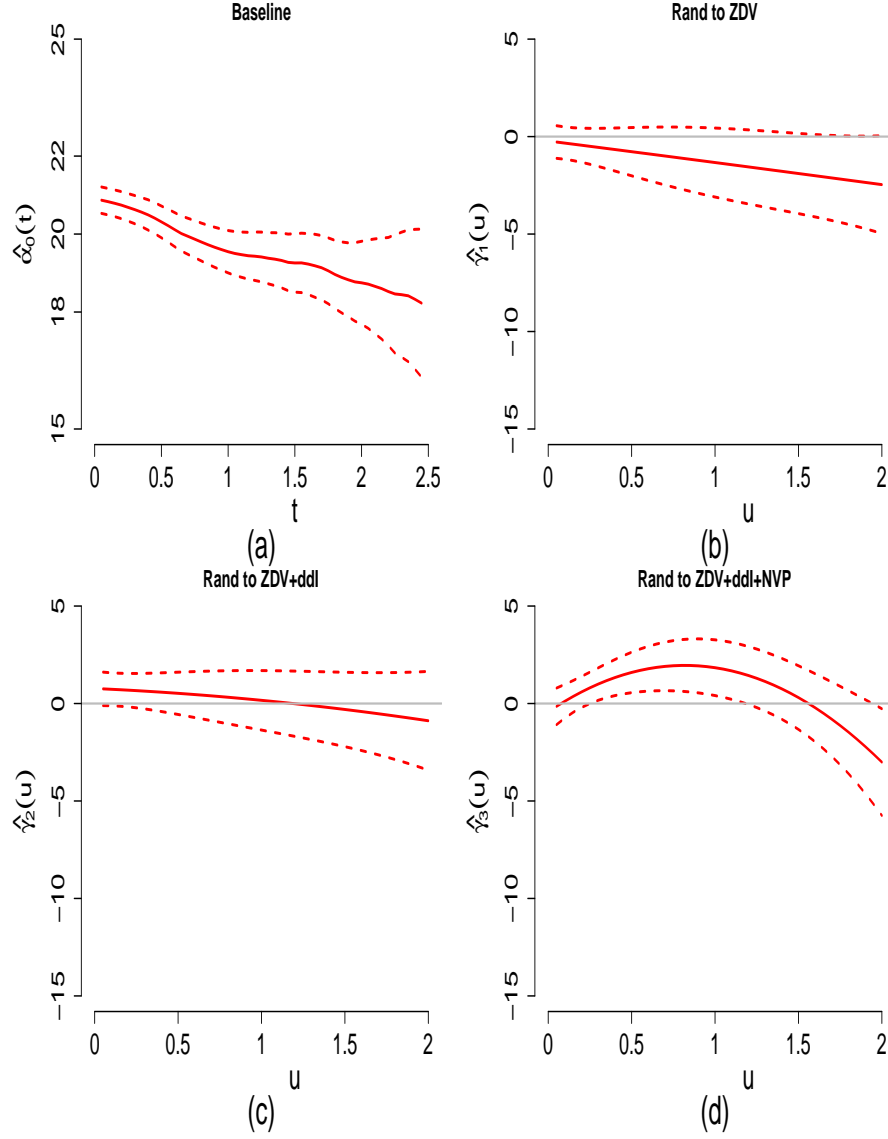 Baseline
25
22
20
18
15
α̂₀(t)
0 0.5 1 1.5 2 2.5
t
(a)
Rand to ZDV
5
0
−5
−10
−15
γ̂₁(u)
0 0.5 1 1.5 2
u
(b)
Rand to ZDV+ddI
5
0
−5
−10
−15
γ̂₂(u)
0 0.5 1 1.5 2
u
(c)
Rand to ZDV+ddI+NVP
5
0
−5
−10
−15
γ̂₃(u)
0 0.5 1 1.5 2
u
(d)